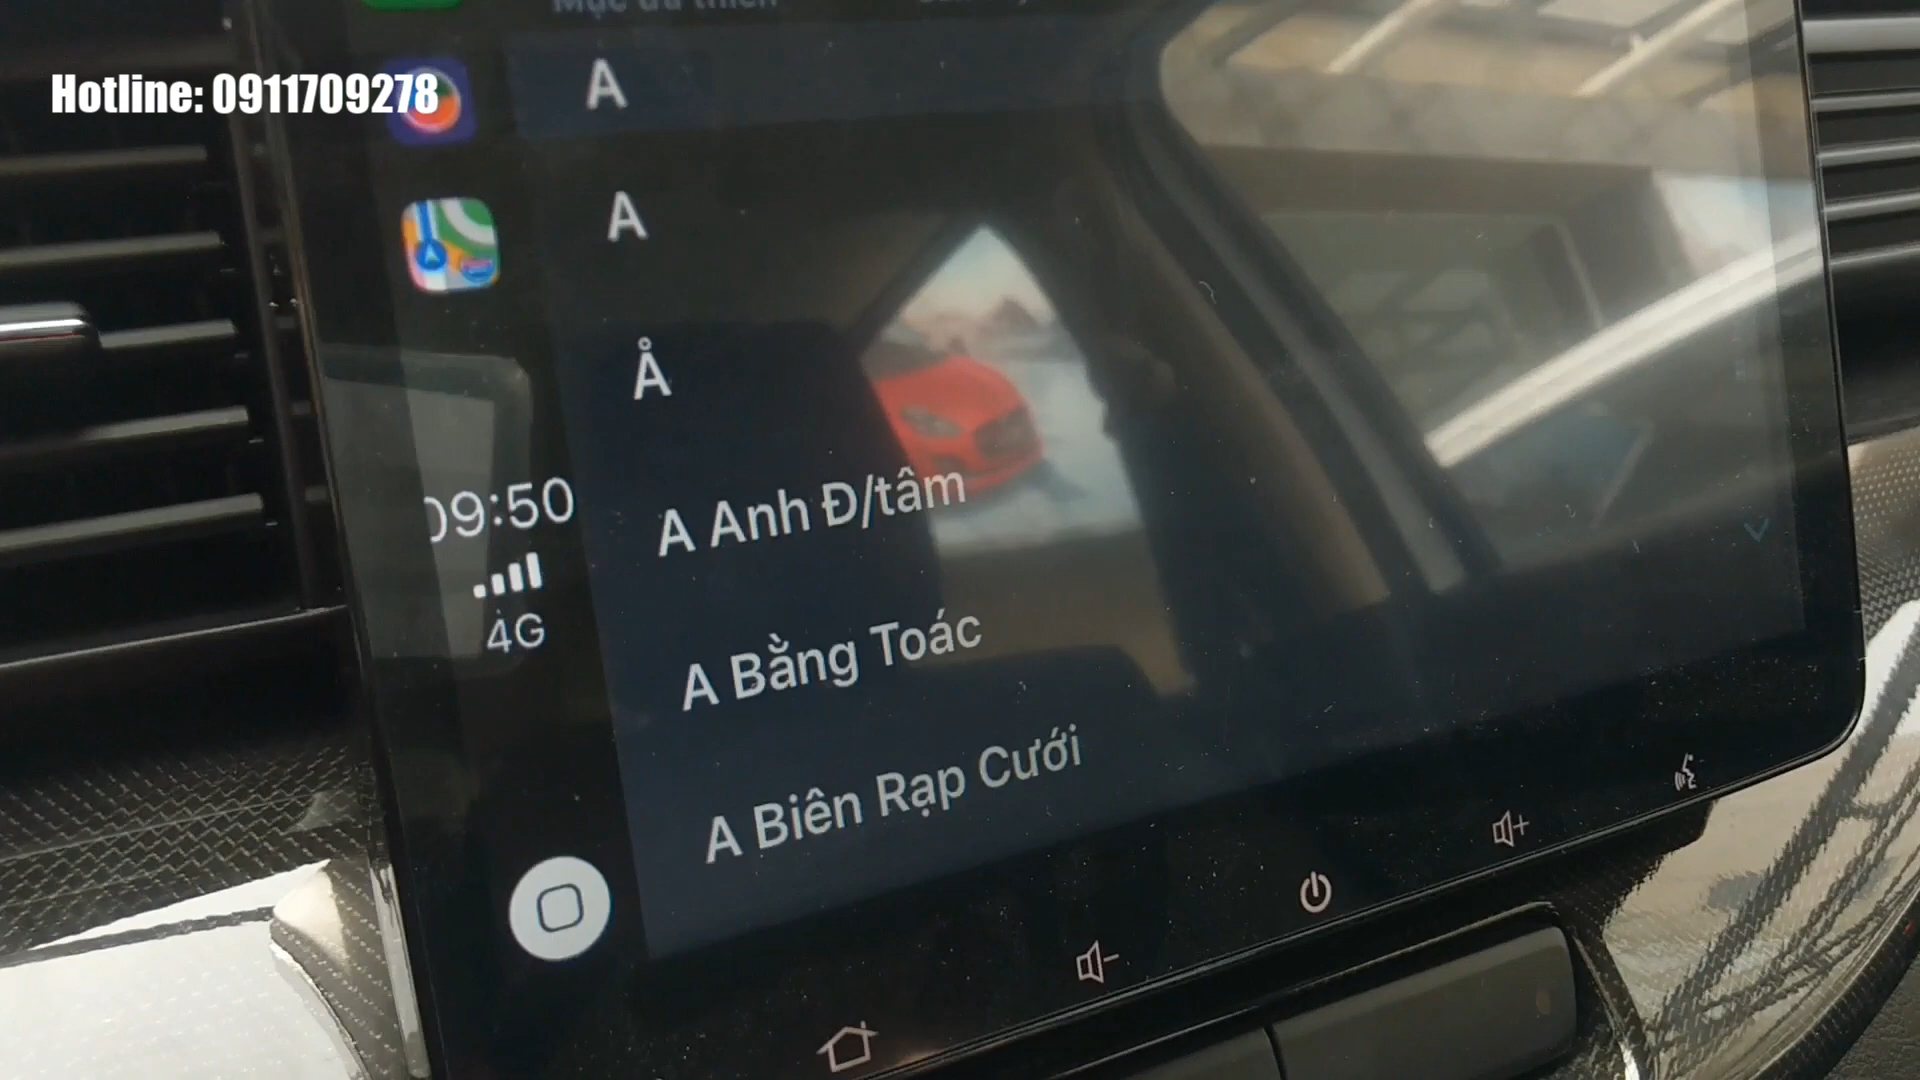 Hotline: 0911709278
A
A
Å
A Anh Đ/tâm
A Bằng Toác
A Biên Rạp Cưới
09:50
4G